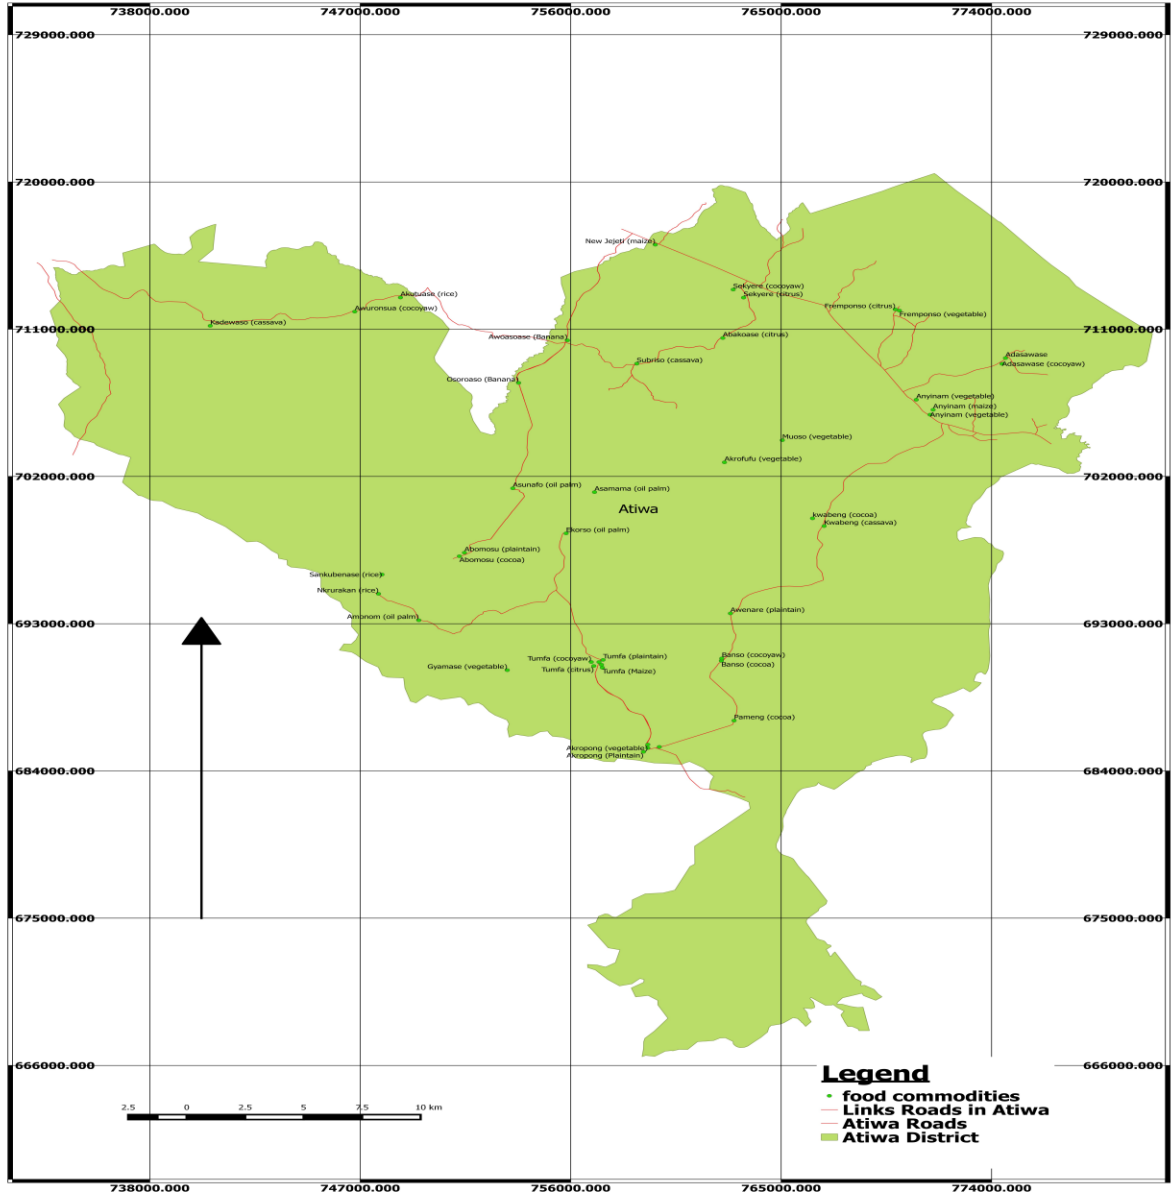 738000.000 747000.000 756000.000 765000.000 774000.000
729000.000 729000.000
720000.000 720000.000
New Jejeti (maize)
Sekyere (cocoyaw)
Akutuase (rice)
Sekyere (citrus)
Awuronsua (cocoyaw)
Fremponso (citrus)
Fremponso (vegetable)
Kadewaso (cassava)
711000.000 711000.000
Awoasoase (Banana)
Abakoase (citrus)
Adasawase
Subriso (cassava)
Adasawase (cocoyaw)
Osoroaso (Banana)
Anyinam (vegetable)
Anyinam (maize)
Anyinam (vegetable)
Muoso (vegetable)
Akrofufu (vegetable)
702000.000 702000.000
Asunafo (oil palm)
Asamama (oil palm)
Atiwa
kwabeng (cocoa)
Kwabeng (cassava)
Ekorso (oil palm)
Abomosu (plaintain)
Abomosu (cocoa)
Sankubenase (rice)
Nkrurakan (rice)
Awenare (plaintain)
Amonom (oil palm)
693000.000 693000.000
Tumfa (plaintain)
Tumfa (cocoyaw)
Banso (cocoyaw)
Banso (cocoa)
Gyamase (vegetable)
Tumfa (citrus)
Tumfa (Maize)
Pameng (cocoa)
Akropong (vegetable)
Akropong (Plaintain)
684000.000 684000.000
675000.000 675000.000
666000.000 666000.000
Legend
food commodities
Links Roads in Atiwa
Atiwa Roads
Atiwa District
2.5 0 2.5 5 7.5 10 km
738000.000 747000.000 756000.000 765000.000 774000.000